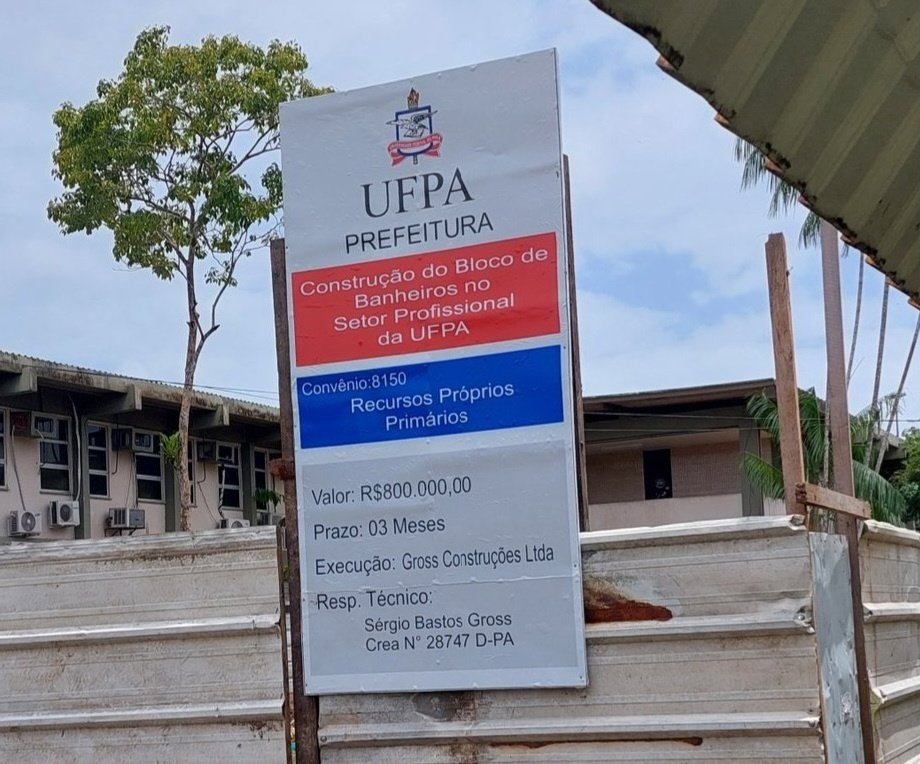 UFPA
PREFEITURA
Construção do Bloco de
Banheiros no
Setor Profissional
da UFPA
Convênio:8150
Recursos Próprios
Primários
Valor: R$800.000,00
Prazo: 03 Meses
Execução: Gross Construções Ltda
Resp. Técnico:
Sérgio Bastos Gross
Crea N° 28747 D-PA